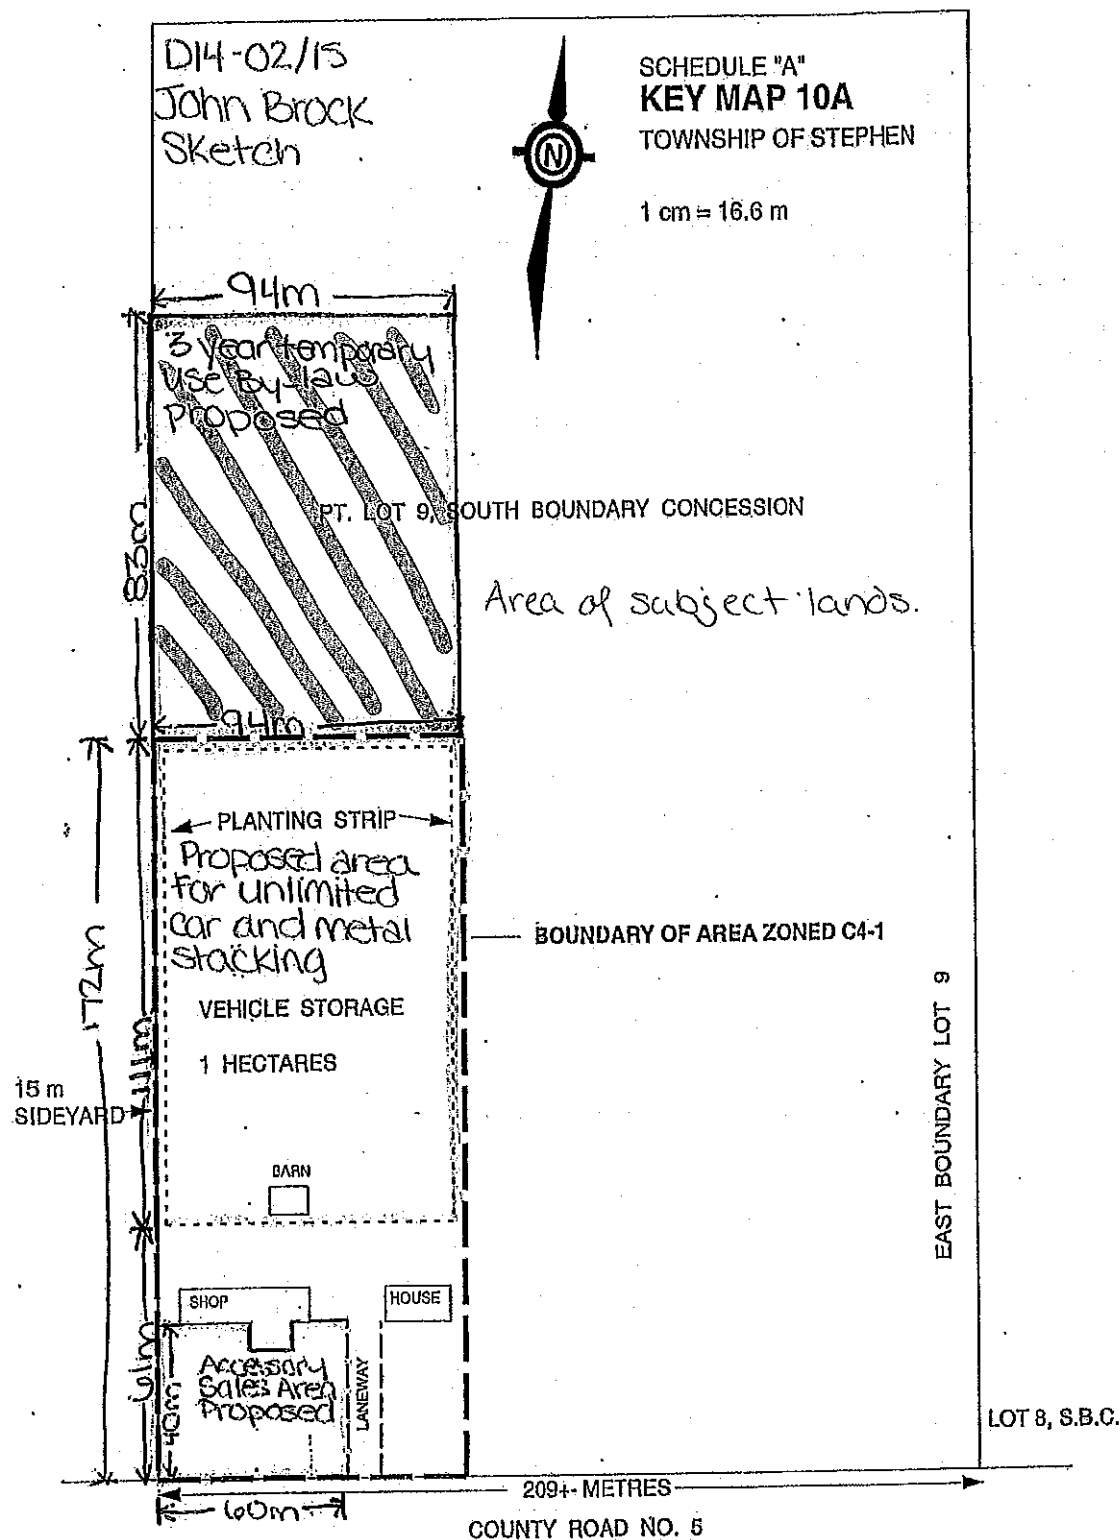 D14-02/15
John Brock
Sketch
SCHEDULE "A"
KEY MAP 10A
TOWNSHIP OF STEPHEN
N
1 cm = 16.6 m
94m
3 year temporary
use By-law
proposed
83m
PT. LOT 9, SOUTH BOUNDARY CONCESSION
Area of subject lands.
94m
PLANTING STRIP
Proposed area
for unlimited
car and metal
stacking
172m
BOUNDARY OF AREA ZONED C4-1
VEHICLE STORAGE
1 HECTARES
111m
15 m
SIDEYARD
EAST BOUNDARY LOT 9
BARN
SHOP
HOUSE
61m
40m
Accessory
Sales Area
Proposed
LANEWAY
LOT 8, S.B.C.
209+- METRES
60m
COUNTY ROAD NO. 5